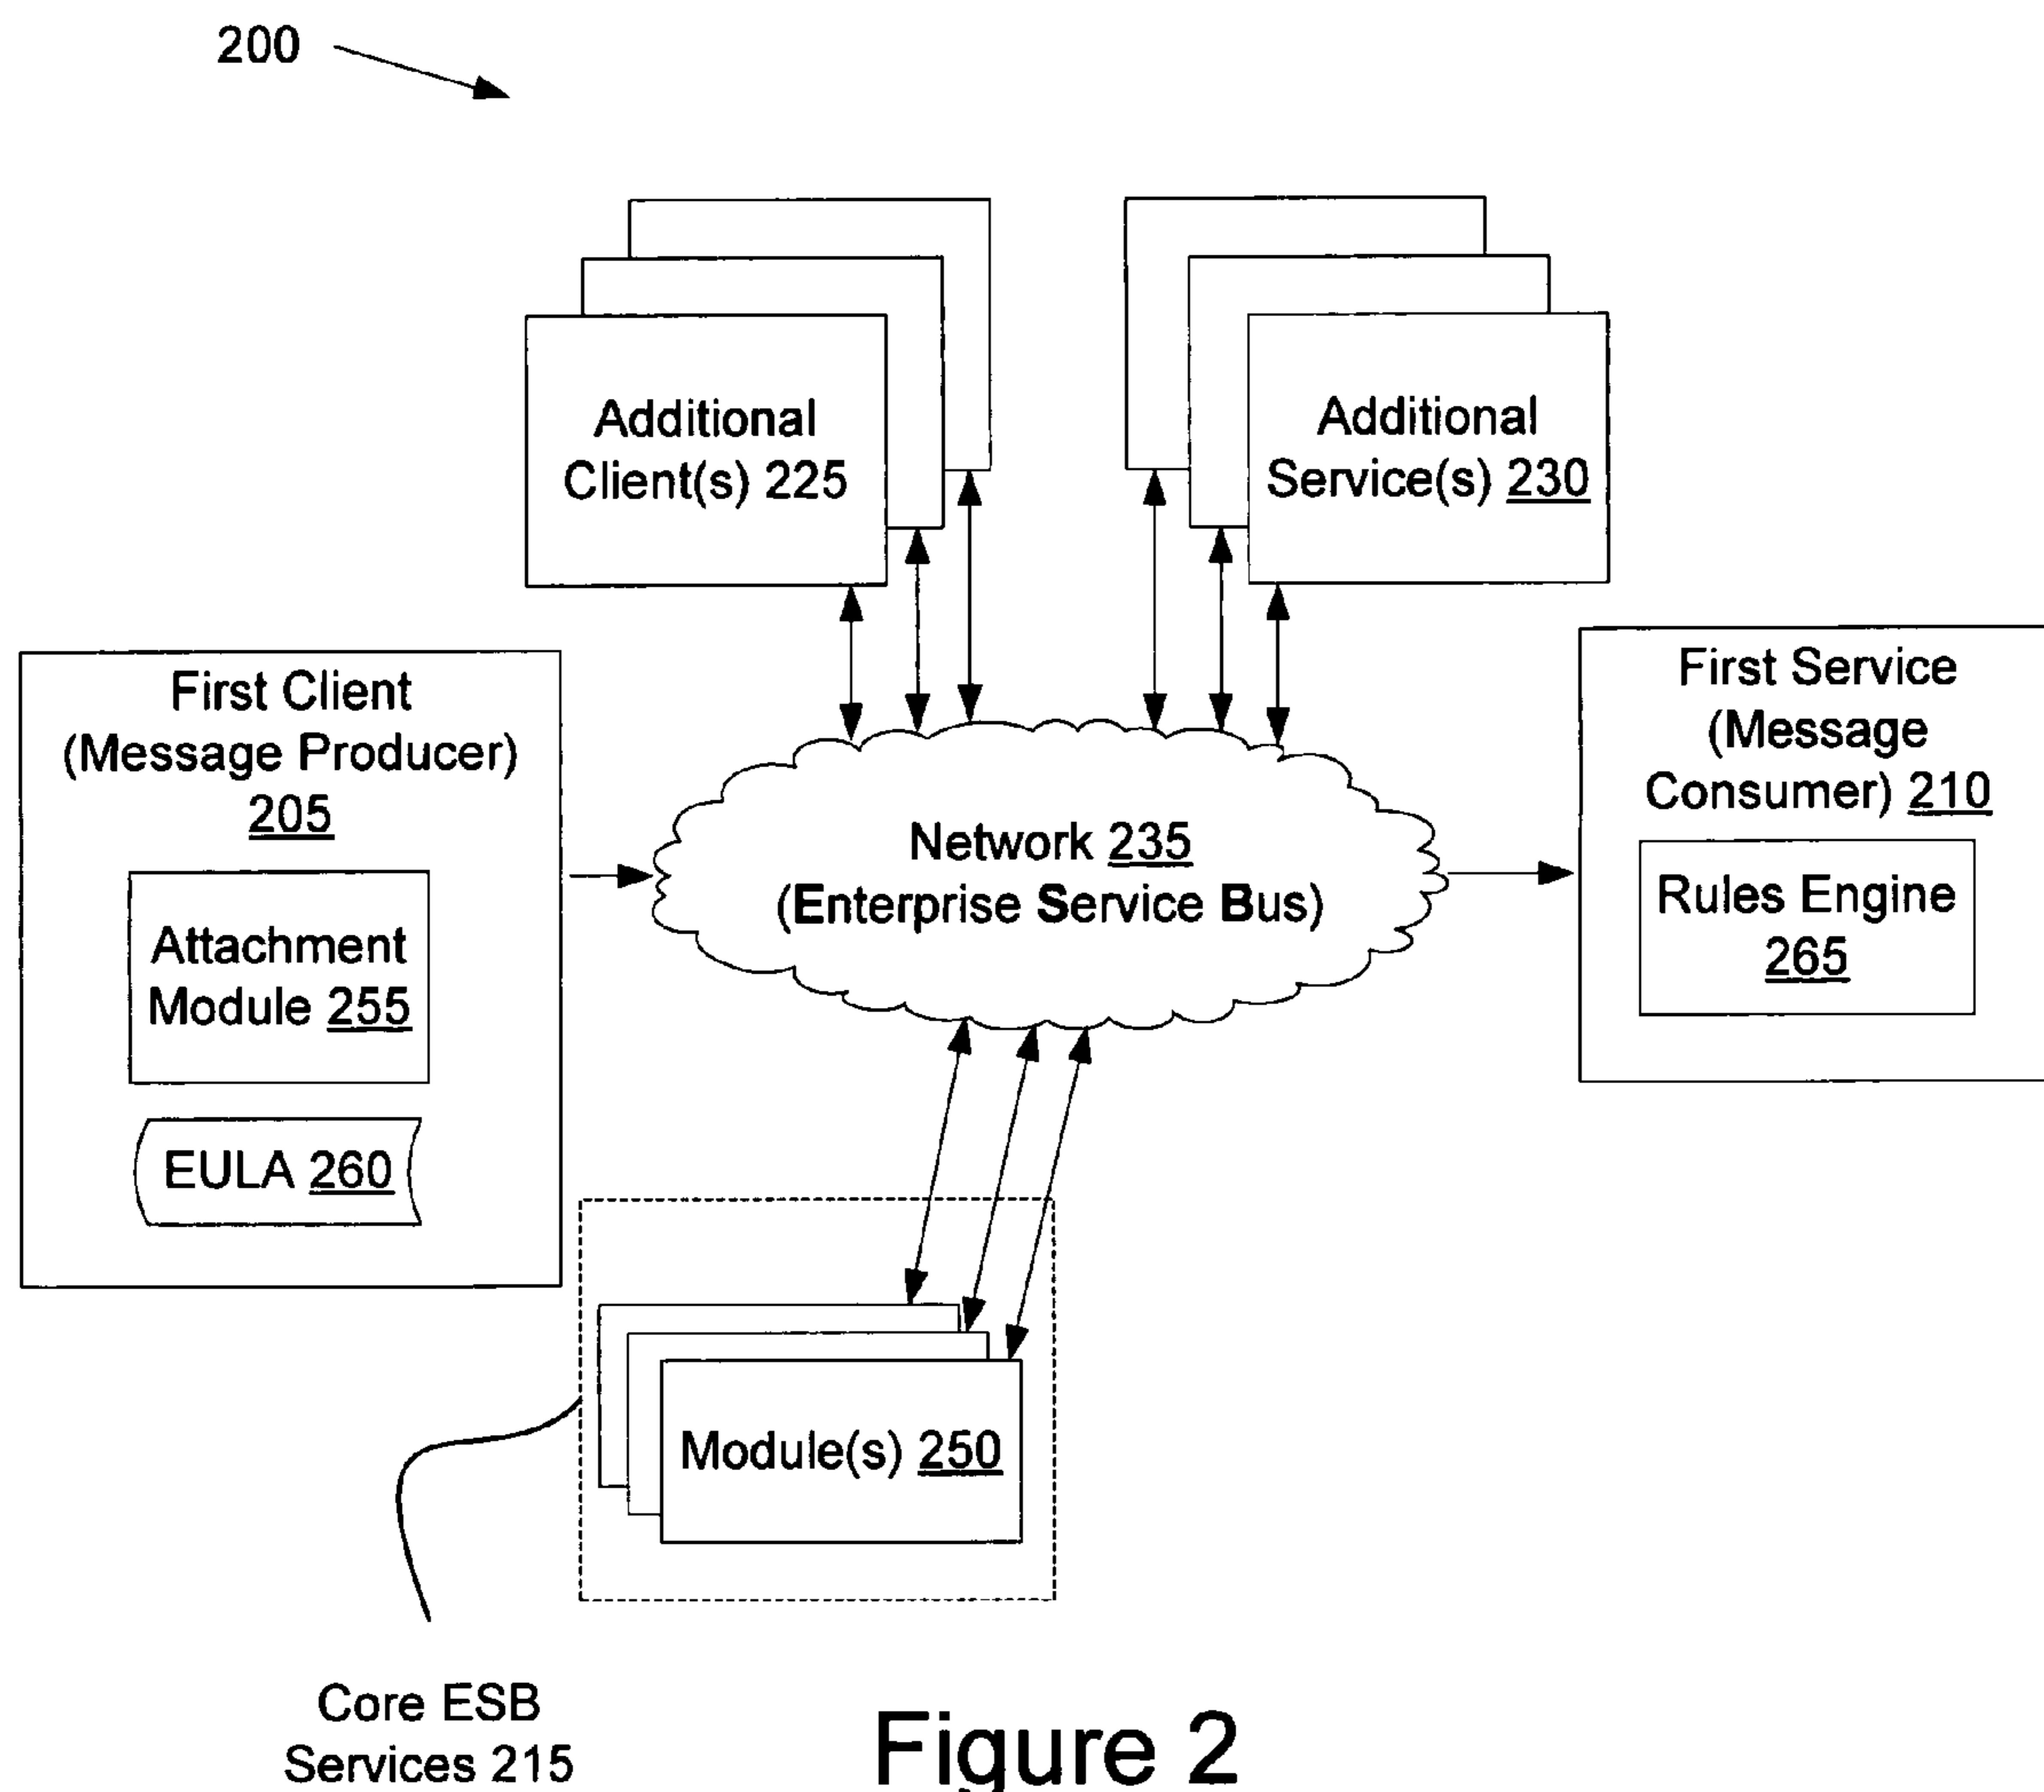 200
Additional
Client(s) 225
Additional
Service(s) 230
First Client
(Message Producer)
205
Attachment
Module 255
EULA 260
Network 235
(Enterprise Service Bus)
First Service
(Message
Consumer) 210
Rules Engine
265
Module(s) 250
Core ESB
Services 215
Figure 2